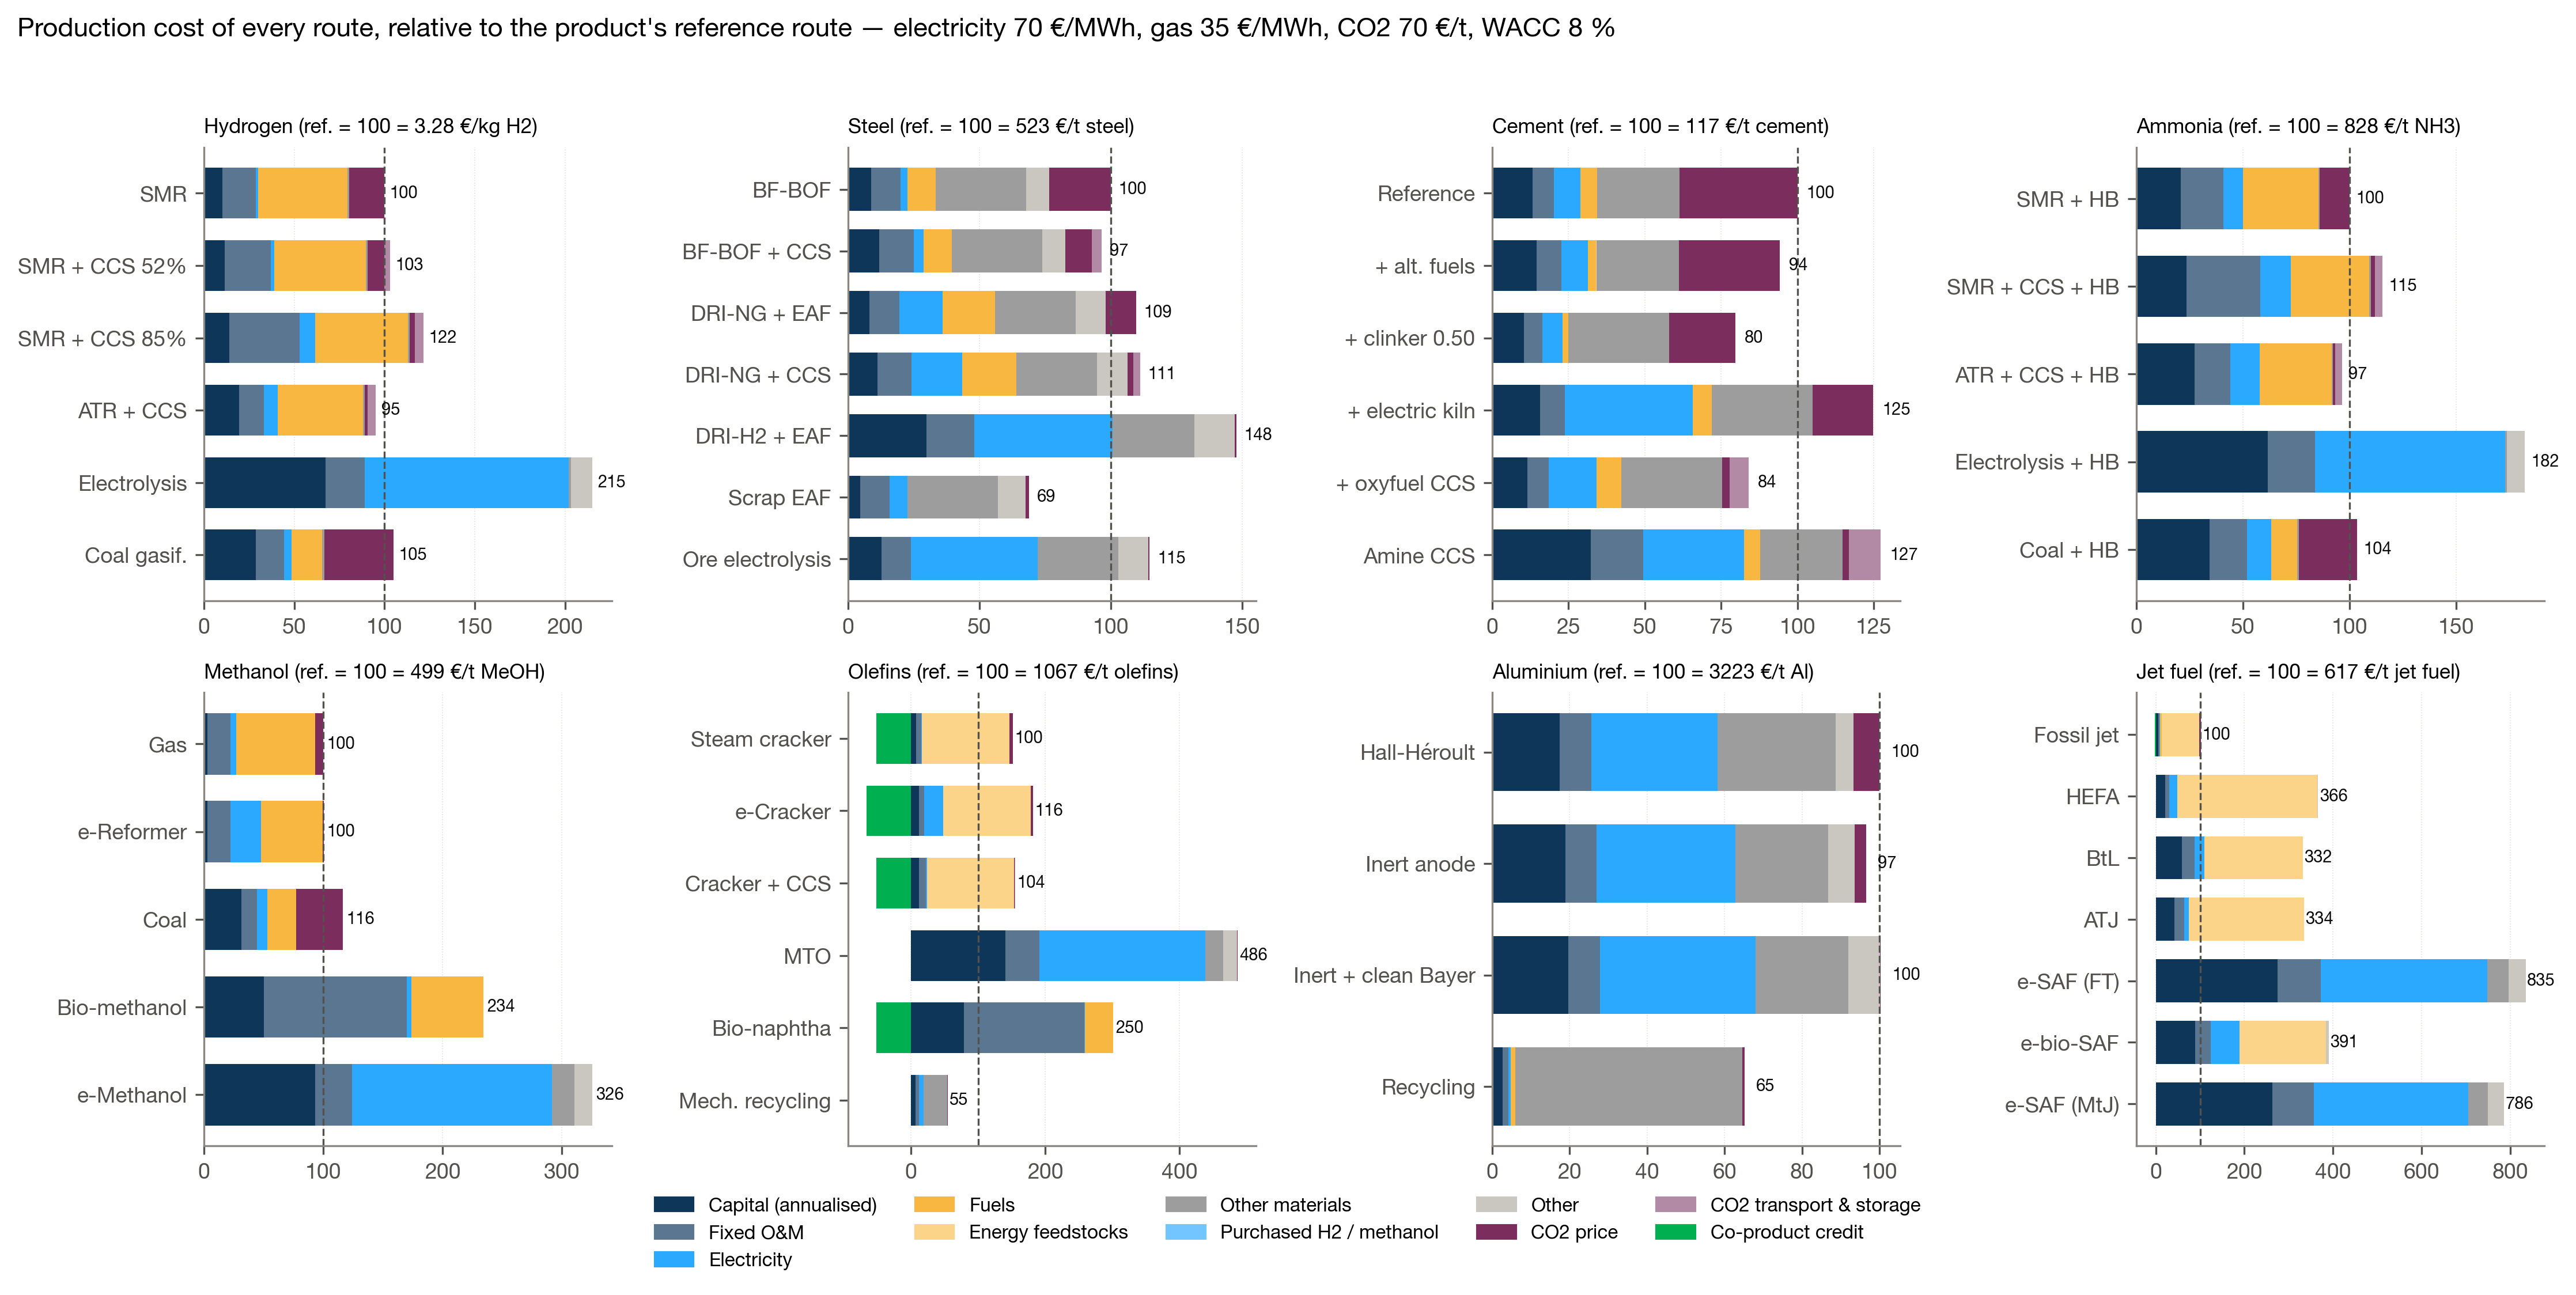 Production cost of every route, relative to the product's reference route — electricity 70 €/MWh, gas 35 €/MWh, CO2 70 €/t, WACC 8 %
Hydrogen (ref. = 100 = 3.28 €/kg H2)
SMR
100
SMR + CCS 52%
103
SMR + CCS 85%
122
ATR + CCS
95
Electrolysis
215
Coal gasif.
105
0 50 100 150 200
Steel (ref. = 100 = 523 €/t steel)
BF-BOF
100
BF-BOF + CCS
97
DRI-NG + EAF
109
DRI-NG + CCS
111
DRI-H2 + EAF
148
Scrap EAF
69
Ore electrolysis
115
0 50 100 150
Cement (ref. = 100 = 117 €/t cement)
Reference
100
+ alt. fuels
94
+ clinker 0.50
80
+ electric kiln
125
+ oxyfuel CCS
84
Amine CCS
127
0 25 50 75 100 125
Ammonia (ref. = 100 = 828 €/t NH3)
SMR + HB
100
SMR + CCS + HB
115
ATR + CCS + HB
97
Electrolysis + HB
182
Coal + HB
104
0 50 100 150
Methanol (ref. = 100 = 499 €/t MeOH)
Gas
100
e-Reformer
100
Coal
116
Bio-methanol
234
e-Methanol
326
0 100 200 300
Olefins (ref. = 100 = 1067 €/t olefins)
Steam cracker
100
e-Cracker
116
Cracker + CCS
104
MTO
486
Bio-naphtha
250
Mech. recycling
55
0 200 400
Aluminium (ref. = 100 = 3223 €/t Al)
Hall-Héroult
100
Inert anode
97
Inert + clean Bayer
100
Recycling
65
0 20 40 60 80 100
Jet fuel (ref. = 100 = 617 €/t jet fuel)
Fossil jet
100
HEFA
366
BtL
332
ATJ
334
e-SAF (FT)
835
e-bio-SAF
391
e-SAF (MtJ)
786
0 200 400 600 800
Capital (annualised)
Fixed O&M
Electricity
Fuels
Energy feedstocks
Other materials
Purchased H2 / methanol
Other
CO2 price
CO2 transport & storage
Co-product credit